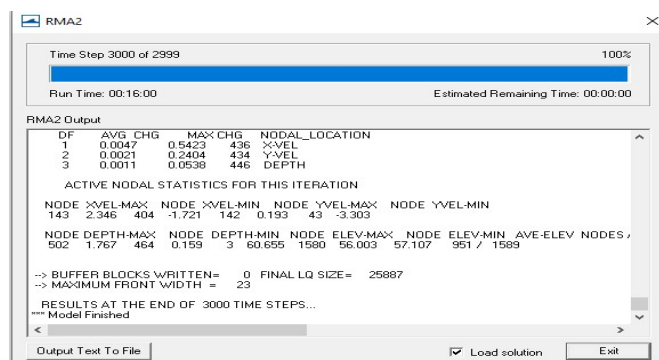 RMA2
Time Step 3000 of 2999 100%
Run Time: 00:16:00 Estimated Remaining Time: 00:00:00
RMA2 Output
DF AVG CHG MAX CHG NODAL_LOCATION
1 0.0047 0.5423 436 X-VEL
2 0.0021 0.2404 434 Y-VEL
3 0.0011 0.0538 446 DEPTH
ACTIVE NODAL STATISTICS FOR THIS ITERATION
NODE XVEL-MAX NODE XVEL-MIN NODE YVEL-MAX NODE YVEL-MIN
143 2.346 404 -1.721 142 0.193 43 -3.303
NODE DEPTH-MAX NODE DEPTH-MIN NODE ELEV-MAX NODE ELEV-MIN AVE-ELEV NODES
502 1.767 464 0.159 3 60.655 1580 56.003 57.107 951 / 1589
--> BUFFER BLOCKS WRITTEN= 0 FINAL LQ SIZE= 25887
--> MAXIMUM FRONT WIDTH = 23
RESULTS AT THE END OF 3000 TIME STEPS...
*** Model Finished
Output Text To File Load solution Exit